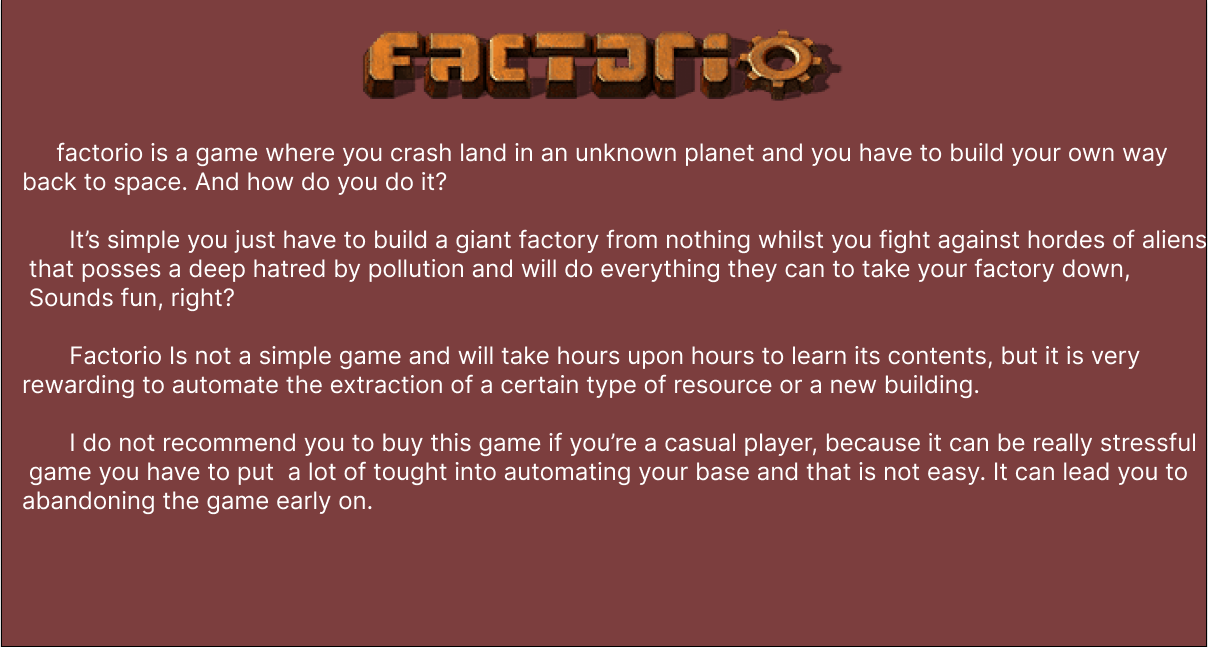 FACTORIO
factorio is a game where you crash land in an unknown planet and you have to build your own way
back to space. And how do you do it?
It’s simple you just have to build a giant factory from nothing whilst you fight against hordes of aliens
that posses a deep hatred by pollution and will do everything they can to take your factory down,
Sounds fun, right?
Factorio Is not a simple game and will take hours upon hours to learn its contents, but it is very
rewarding to automate the extraction of a certain type of resource or a new building.
I do not recommend you to buy this game if you’re a casual player, because it can be really stressful
game you have to put  a lot of tought into automating your base and that is not easy. It can lead you to
abandoning the game early on.